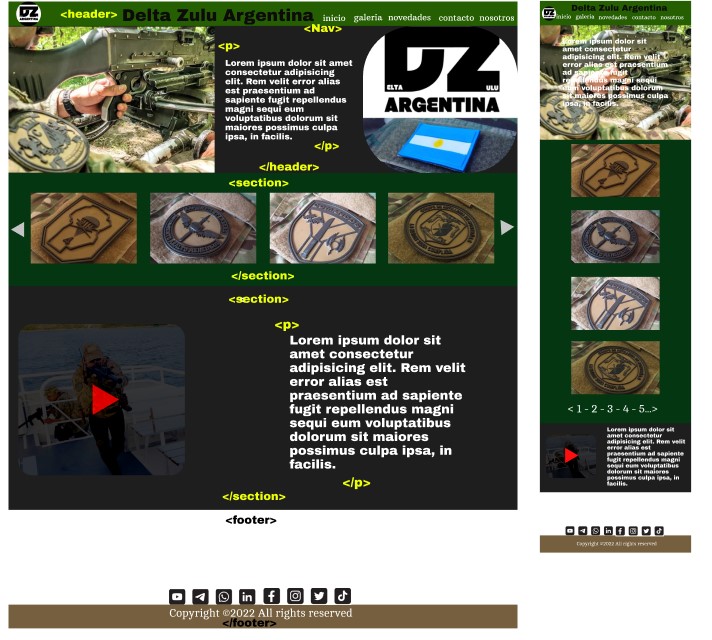 <header> Delta Zulu Argentina inicio galería novedades contacto nosotros
<Nav>
<p>
Lorem ipsum dolor sit
amet consectetur
adipisicing elit. Rem
velit error alias
est praesentium ad
sapiente fugit repellendus
magni sequi eum
voluptatibus dolorum sit
maiores possimus culpa
ipsa, in facilis.
</p>
DZ
ELTA ULU
ARGENTINA
</header>
<section>
</section>
<section>
<p>
Lorem ipsum dolor sit
amet consectetur
adipisicing elit. Rem velit
error alias est
praesentium ad sapiente
fugit repellendus magni
sequi eum voluptatibus
dolorum sit maiores
possimus culpa ipsa, in
facilis.
</p>
</section>
<footer>
Copyright ©2022 All rights reserved
</footer>
Delta Zulu Argentina
inicio galería novedades contacto nosotros
Lorem ipsum dolor sit
amet consectetur
adipisicing elit. Rem velit
error alias est praesentium
ad sapiente fugit
repellendus magni sequi
eum voluptatibus dolorum
sit maiores possimus culpa
ipsa, in facilis.
< 1 - 2 - 3 - 4 - 5...>
Lorem ipsum dolor sit
amet consectetur
adipisicing elit. Rem velit
error alias est
praesentium ad sapiente
fugit repellendus magni
sequi eum voluptatibus
dolorum sit maiores
possimus culpa ipsa, in
facilis.
Copyright ©2022 All rights reserved